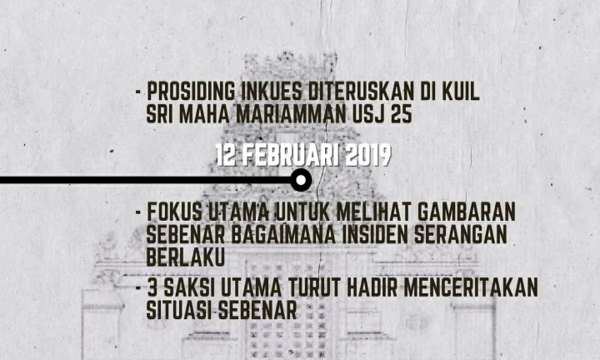 - PROSIDING INKUES DITERUSKAN DI KUIL
SRI MAHA MARIAMMAN USJ 25
12 FEBRUARI 2019
- FOKUS UTAMA UNTUK MELIHAT GAMBARAN
SEBENAR BAGAIMANA INSIDEN SERANGAN
BERLAKU
- 3 SAKSI UTAMA TURUT HADIR MENCERITAKAN
SITUASI SEBENAR